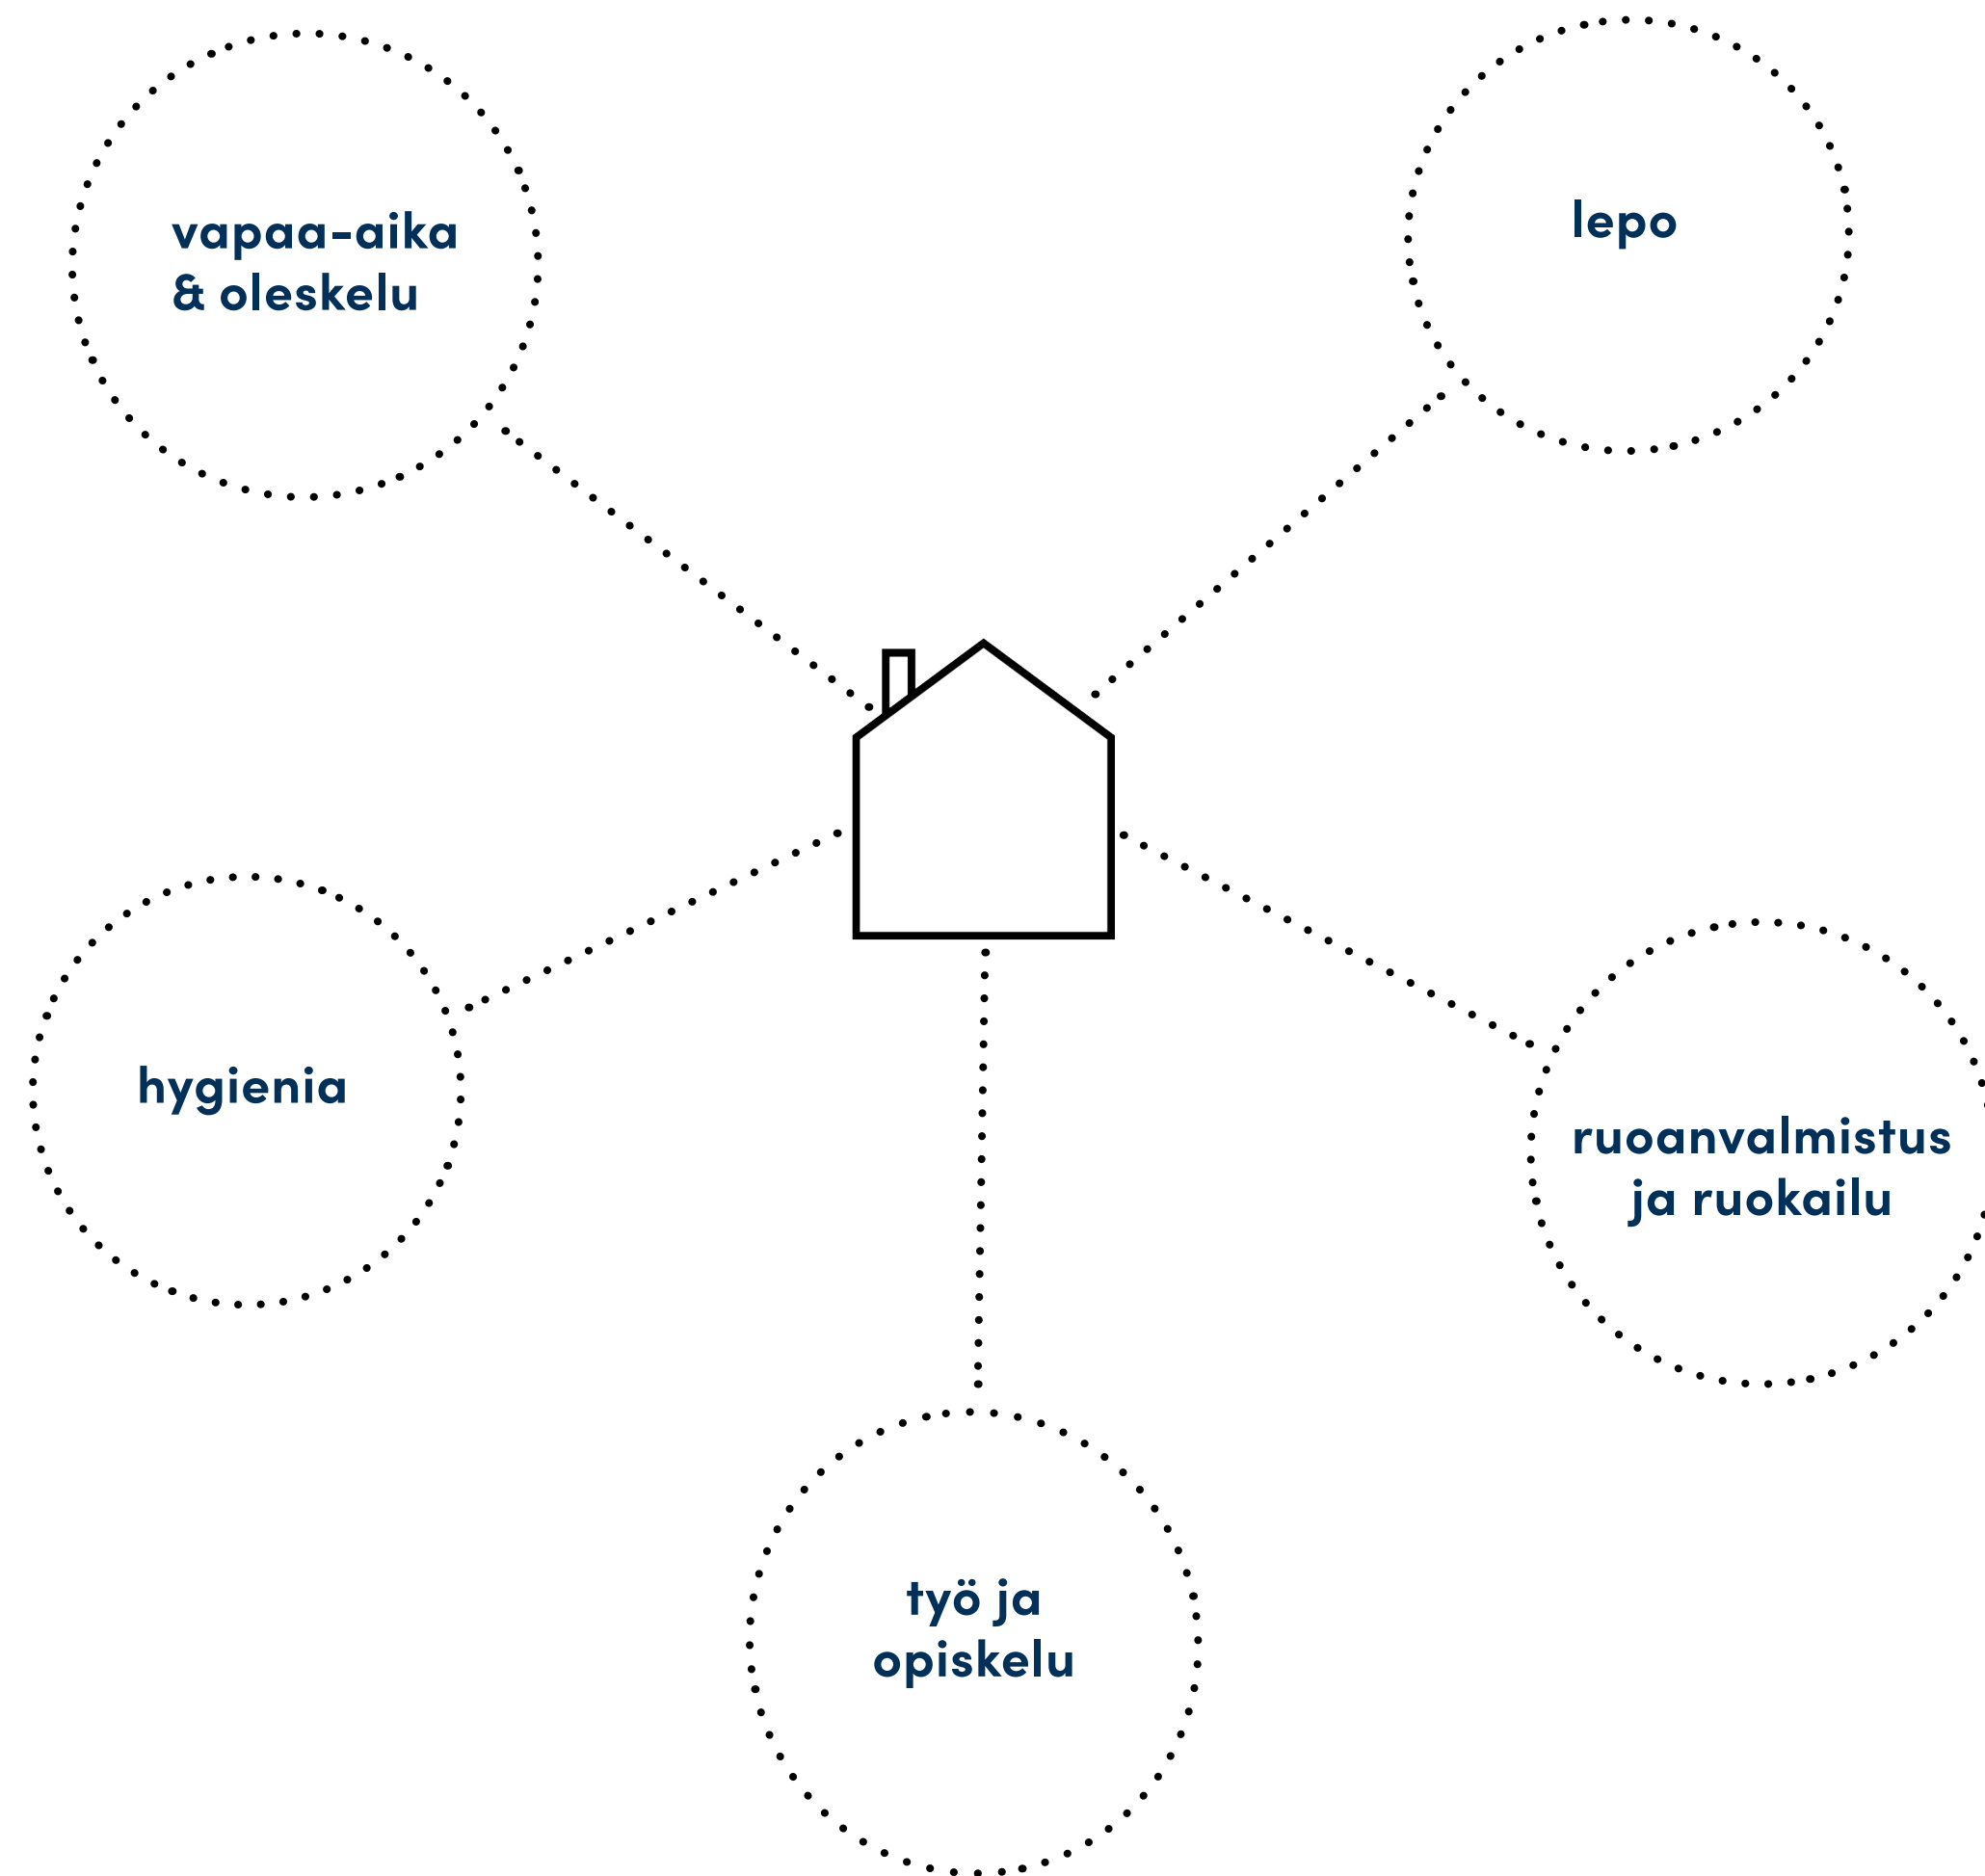 vapaa-aika
& oleskelu
lepo
hygienia
ruoanvalmistus
ja ruokailu
työ ja
opiskelu